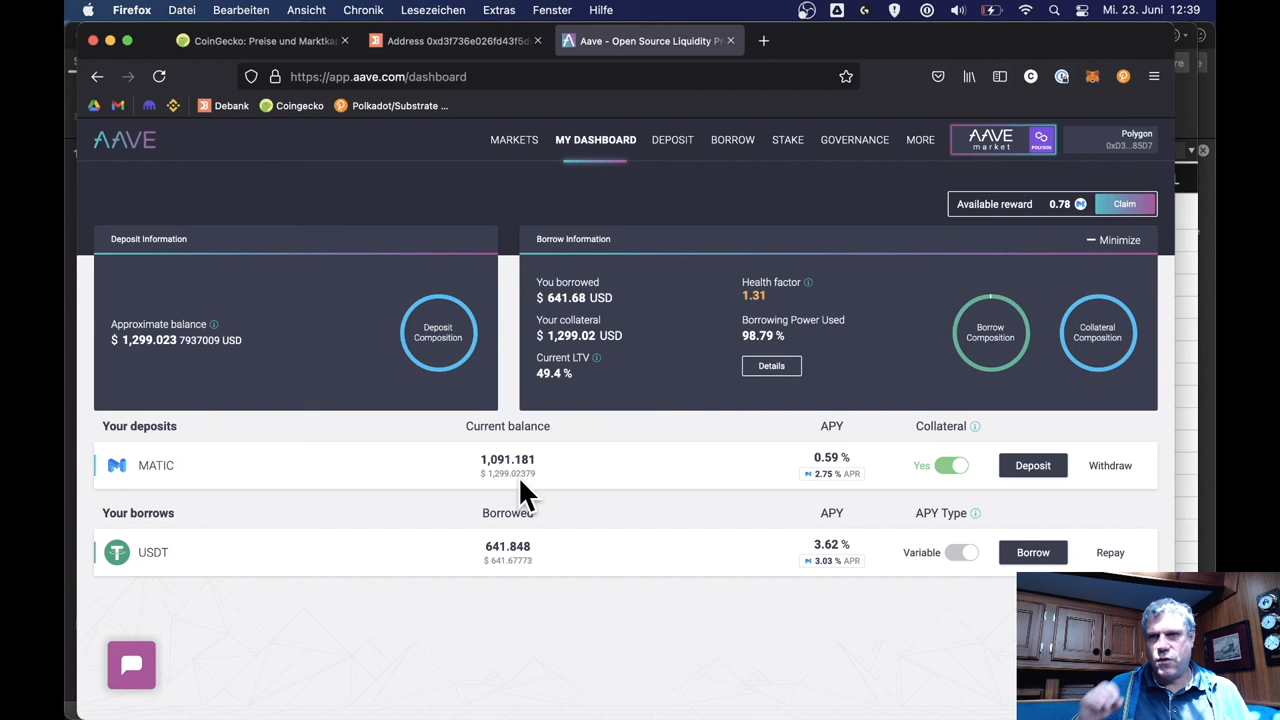 Firefox Datei Bearbeiten Ansicht Chronik Lesezeichen Extras Fenster Hilfe Mi. 23. Juni 12:39
CoinGecko: Preise und Marktka
Address 0xd3f736e026fd43f5d
Aave - Open Source Liquidity Pr
https://app.aave.com/dashboard
Debank Coingecko Polkadot/Substrate ...
AAVE
MARKETS MY DASHBOARD DEPOSIT BORROW STAKE GOVERNANCE MORE
AAVE
market
POLYGON
Polygon
0xD3...85D7
Available reward 0.78 Claim
Deposit Information
Approximate balance
$ 1,299.023 7937009 USD
Deposit
Composition
Borrow Information
Minimize
You borrowed
$ 641.68 USD
Your collateral
$ 1,299.02 USD
Current LTV
49.4 %
Health factor
1.31
Borrowing Power Used
98.79 %
Details
Borrow
Composition
Collateral
Composition
Your deposits Current balance APY Collateral
MATIC
1,091.181
$ 1,299.02379
0.59 %
2.75 % APR
Yes
Deposit
Withdraw
Your borrows Borrowed APY APY Type
USDT
641.848
$ 641.67773
3.62 %
3.03 % APR
Variable
Borrow
Repay